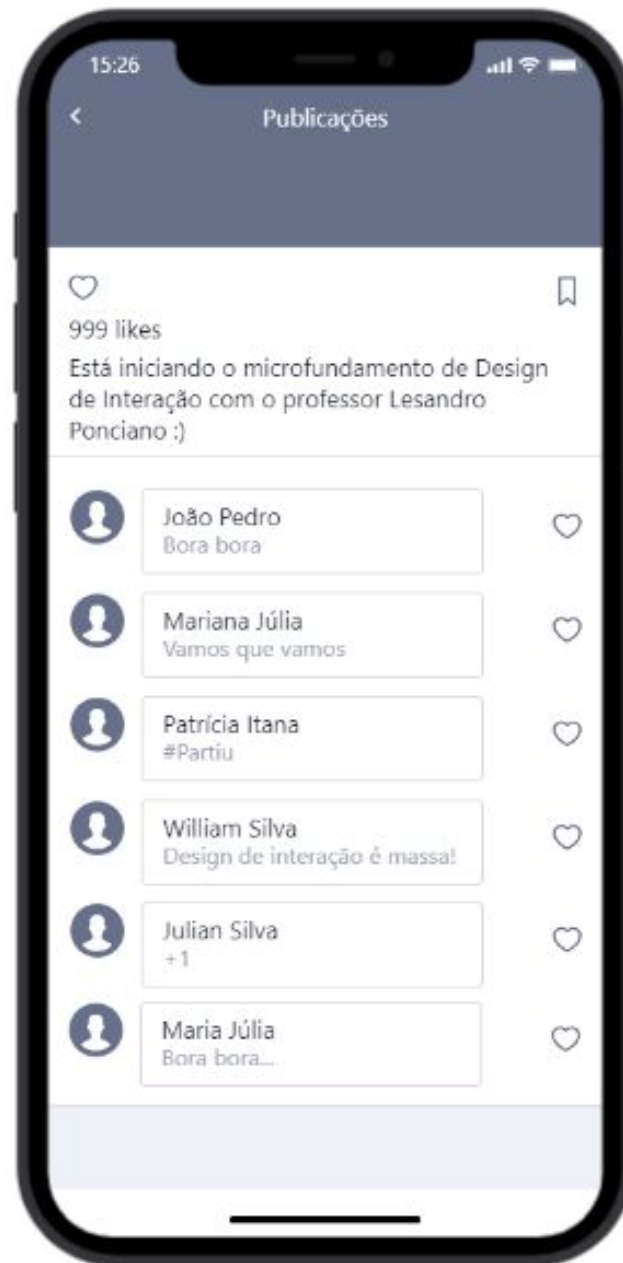 15:26
Publicações
999 likes
Está iniciando o microfundamento de Design
de Interação com o professor Lesandro
Ponciano :)
João Pedro
Bora bora
Mariana Júlia
Vamos que vamos
Patrícia Itana
#Partiu
William Silva
Design de interação é massa!
Julian Silva
+1
Maria Júlia
Bora bora...